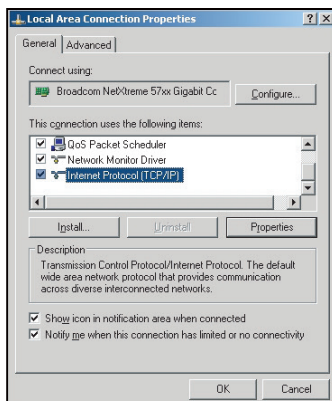 Local Area Connection Properties
General
Advanced
Connect using:
Broadcom NetXtreme 57xx Gigabit Cc
Configure...
This connection uses the following items:
QoS Packet Scheduler
Network Monitor Driver
Internet Protocol (TCP/IP)
Install...
Uninstall
Properties
Description
Transmission Control Protocol/Internet Protocol. The default
wide area network protocol that provides communication
across diverse interconnected networks.
Show icon in notification area when connected
Notify me when this connection has limited or no connectivity
OK
Cancel